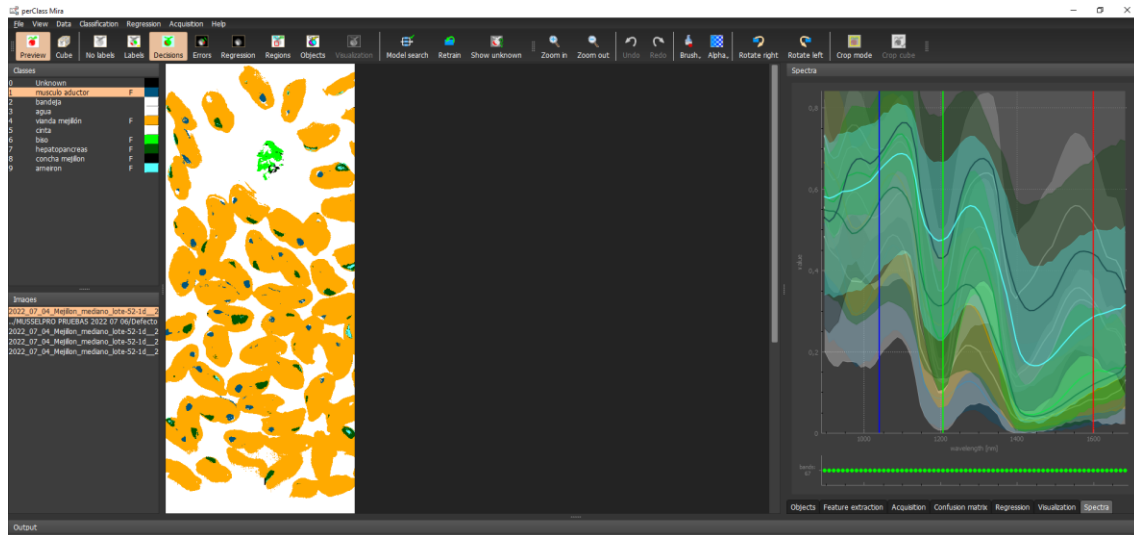 perClass Mira
File View Data Classification Regression Acquisition Help
Preview Cube No labels Labels Decisions Errors Regression Regions Objects Visualization Model search Retrain Show unknown Zoom in Zoom out Undo Redo Brush, Alpha, Rotate right Rotate left Crop mode Crop cube
Classes
0 Unknown
1 musculo aductor F
2 bandeja
3 agua
4 vianda mejillón F
5 cinta
6 biso F
7 hepatopancreas F
8 concha mejillon F
9 ameiron F
Images
2022_07_04_Mejillon_mediano_lote-52-1d__2
../MUSSELPRO PRUEBAS 2022 07 06/Defecto
2022_07_04_Mejillon_mediano_lote-52-1d__2
2022_07_04_Mejillon_mediano_lote-52-1d__2
2022_07_04_Mejillon_mediano_lote-52-1d__2
Spectra
0,8
0,6
value
0,4
0,2
0
1000 1200 1400 1600
wavelength [nm]
bands
67
Objects Feature extraction Acquisition Confusion matrix Regression Visualization Spectra
Output